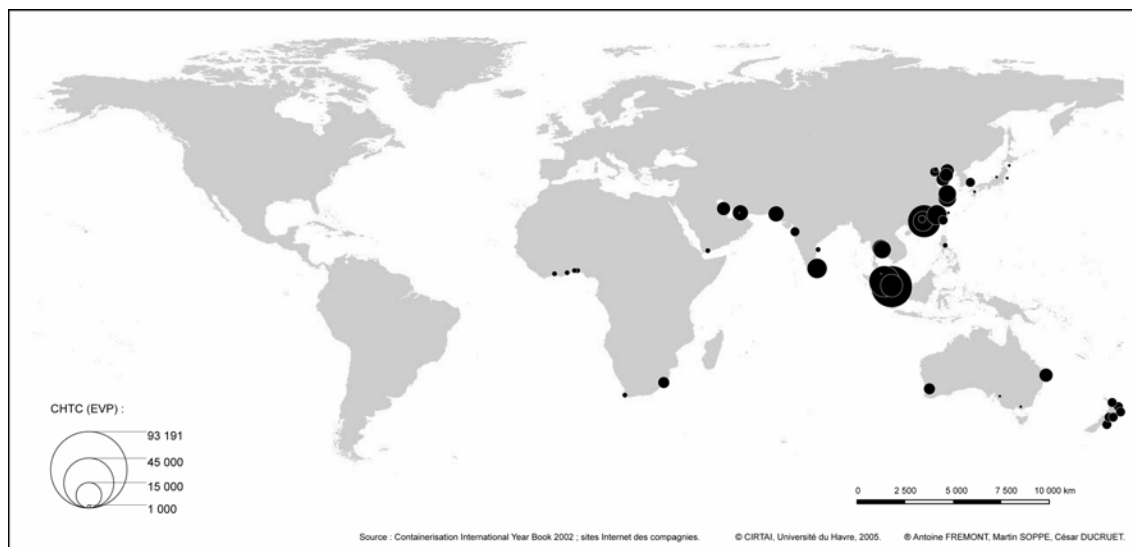 CHTC (EVP) :
93 191
45 000
15 000
1 000
0 2 500 5 000 7 500 10 000 km
Source : Containerisation International Year Book 2002 ; sites Internet des compagnies. © CIRTAI, Université du Havre, 2005. ® Antoine FREMONT, Martin SOPPE, César DUCRUET.